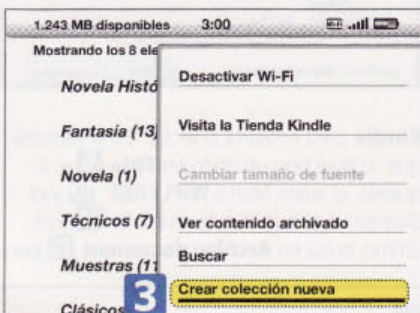 1.243 MB disponibles 3:00
Mostrando los 8 ele
Novela Histó
Fantasía (13)
Novela (1)
Técnicos (7)
Muestras (11
Clásicos
Desactivar Wi-Fi
Visita la Tienda Kindle
Cambiar tamaño de fuente
Ver contenido archivado
Buscar
3 Crear colección nueva